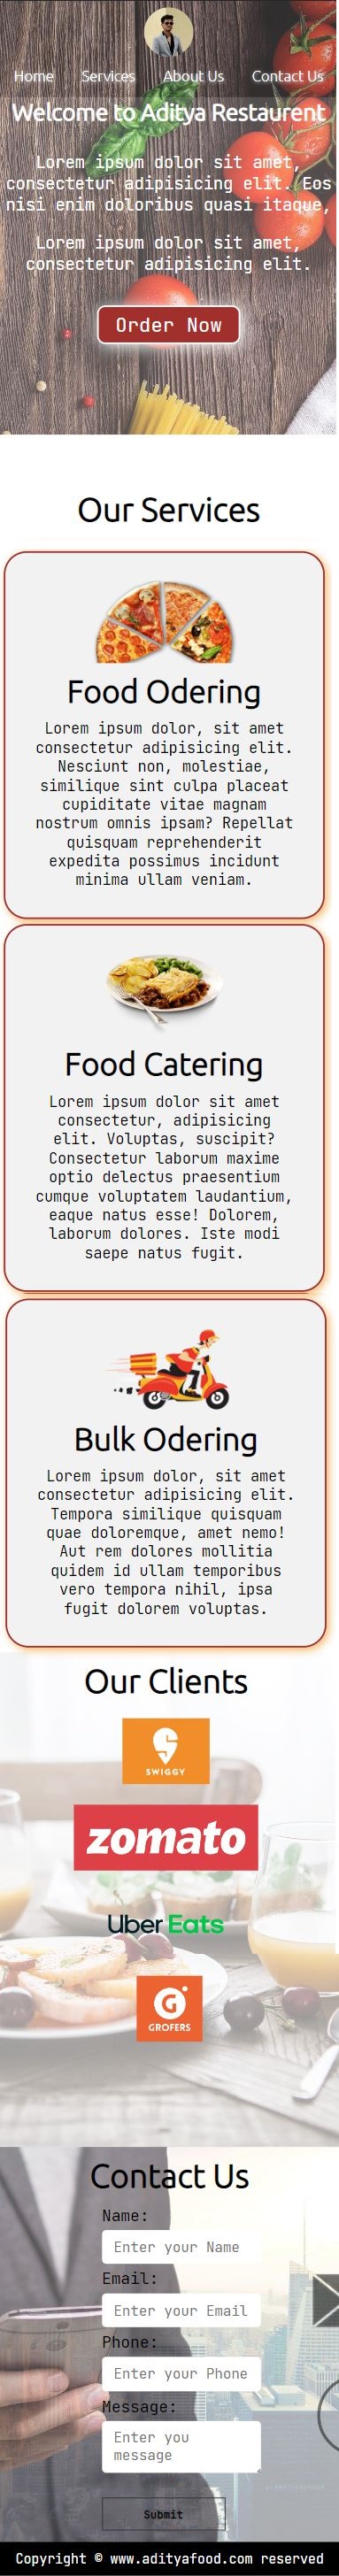 Home Services About Us Contact Us
Welcome to Aditya Restaurent
Lorem ipsum dolor sit amet,
consectetur adipisicing elit. Eos
nisi enim doloribus quasi itaque,
Lorem ipsum dolor sit amet,
consectetur adipisicing elit.
Order Now
Our Services
Food Odering
Lorem ipsum dolor, sit amet
consectetur adipisicing elit.
Nesciunt non, molestiae,
similique sint culpa placeat
cupiditate vitae magnam
nostrum omnis ipsam? Repellat
quisquam reprehenderit
expedita possimus incidunt
minima ullam veniam.
Food Catering
Lorem ipsum dolor sit amet
consectetur, adipisicing
elit. Voluptas, suscipit?
Consectetur laborum maxime
optio delectus praesentium
cumque voluptatem laudantium,
eaque natus esse! Dolorem,
laborum dolores. Iste modi
saepe natus fugit.
Bulk Odering
Lorem ipsum dolor, sit amet
consectetur adipisicing elit.
Tempora similique quisquam
quae doloremque, amet nemo!
Aut rem dolores mollitia
quidem id ullam temporibus
vero tempora nihil, ipsa
fugit dolorem voluptas.
Our Clients
SWIGGY
zomato
Uber Eats
GROFERS
Contact Us
Name:
Enter your Name
Email:
Enter your Email
Phone:
Enter your Phone
Message:
Enter you
message
Submit
Copyright © www.adityafood.com reserved